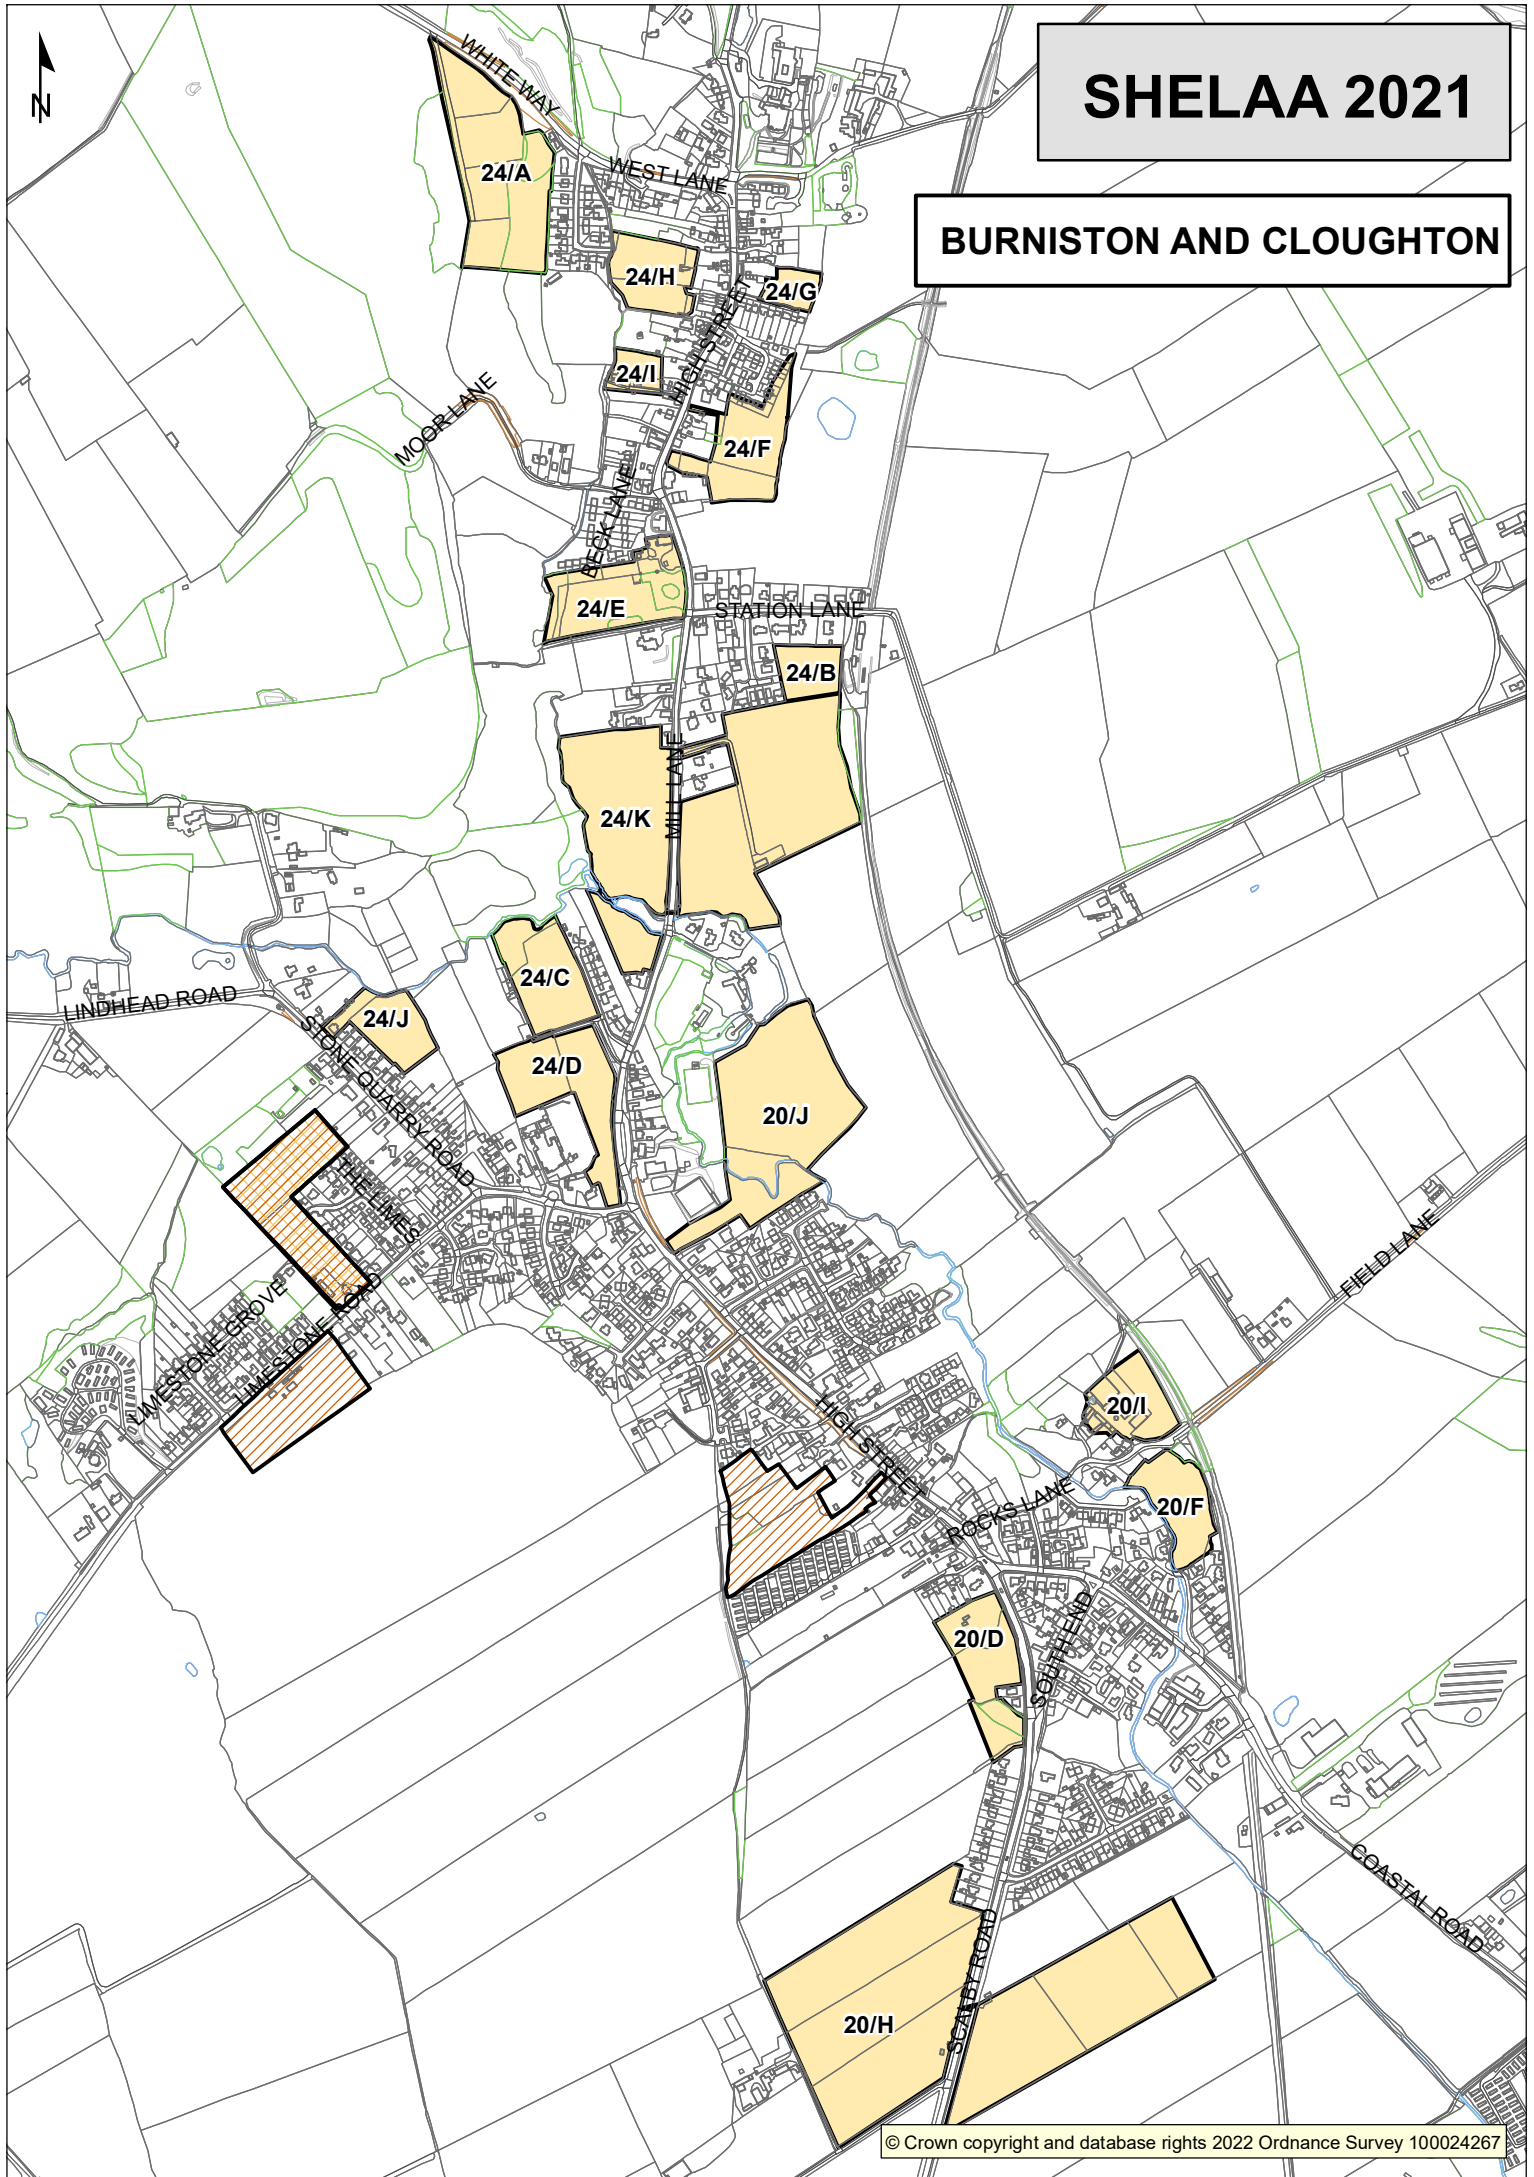 N
SHELAA 2021
BURNISTON AND CLOUGHTON
WHITE WAY
WEST LANE
24/A
24/H
24/G
HIGH STREET
24/I
MOOR LANE
24/F
BECK LANE
24/E
STATION LANE
24/B
MILL LANE
24/K
24/C
LINDHEAD ROAD
24/J
STONE QUARRY ROAD
24/D
20/J
THE LIMES
FIELD LANE
LIMESTONE GROVE
LIMESTONE ROAD
20/I
HIGH STREET
ROCKS LANE
20/F
20/D
SOUTH END
COASTAL ROAD
SCALBY ROAD
20/H
© Crown copyright and database rights 2022 Ordnance Survey 100024267